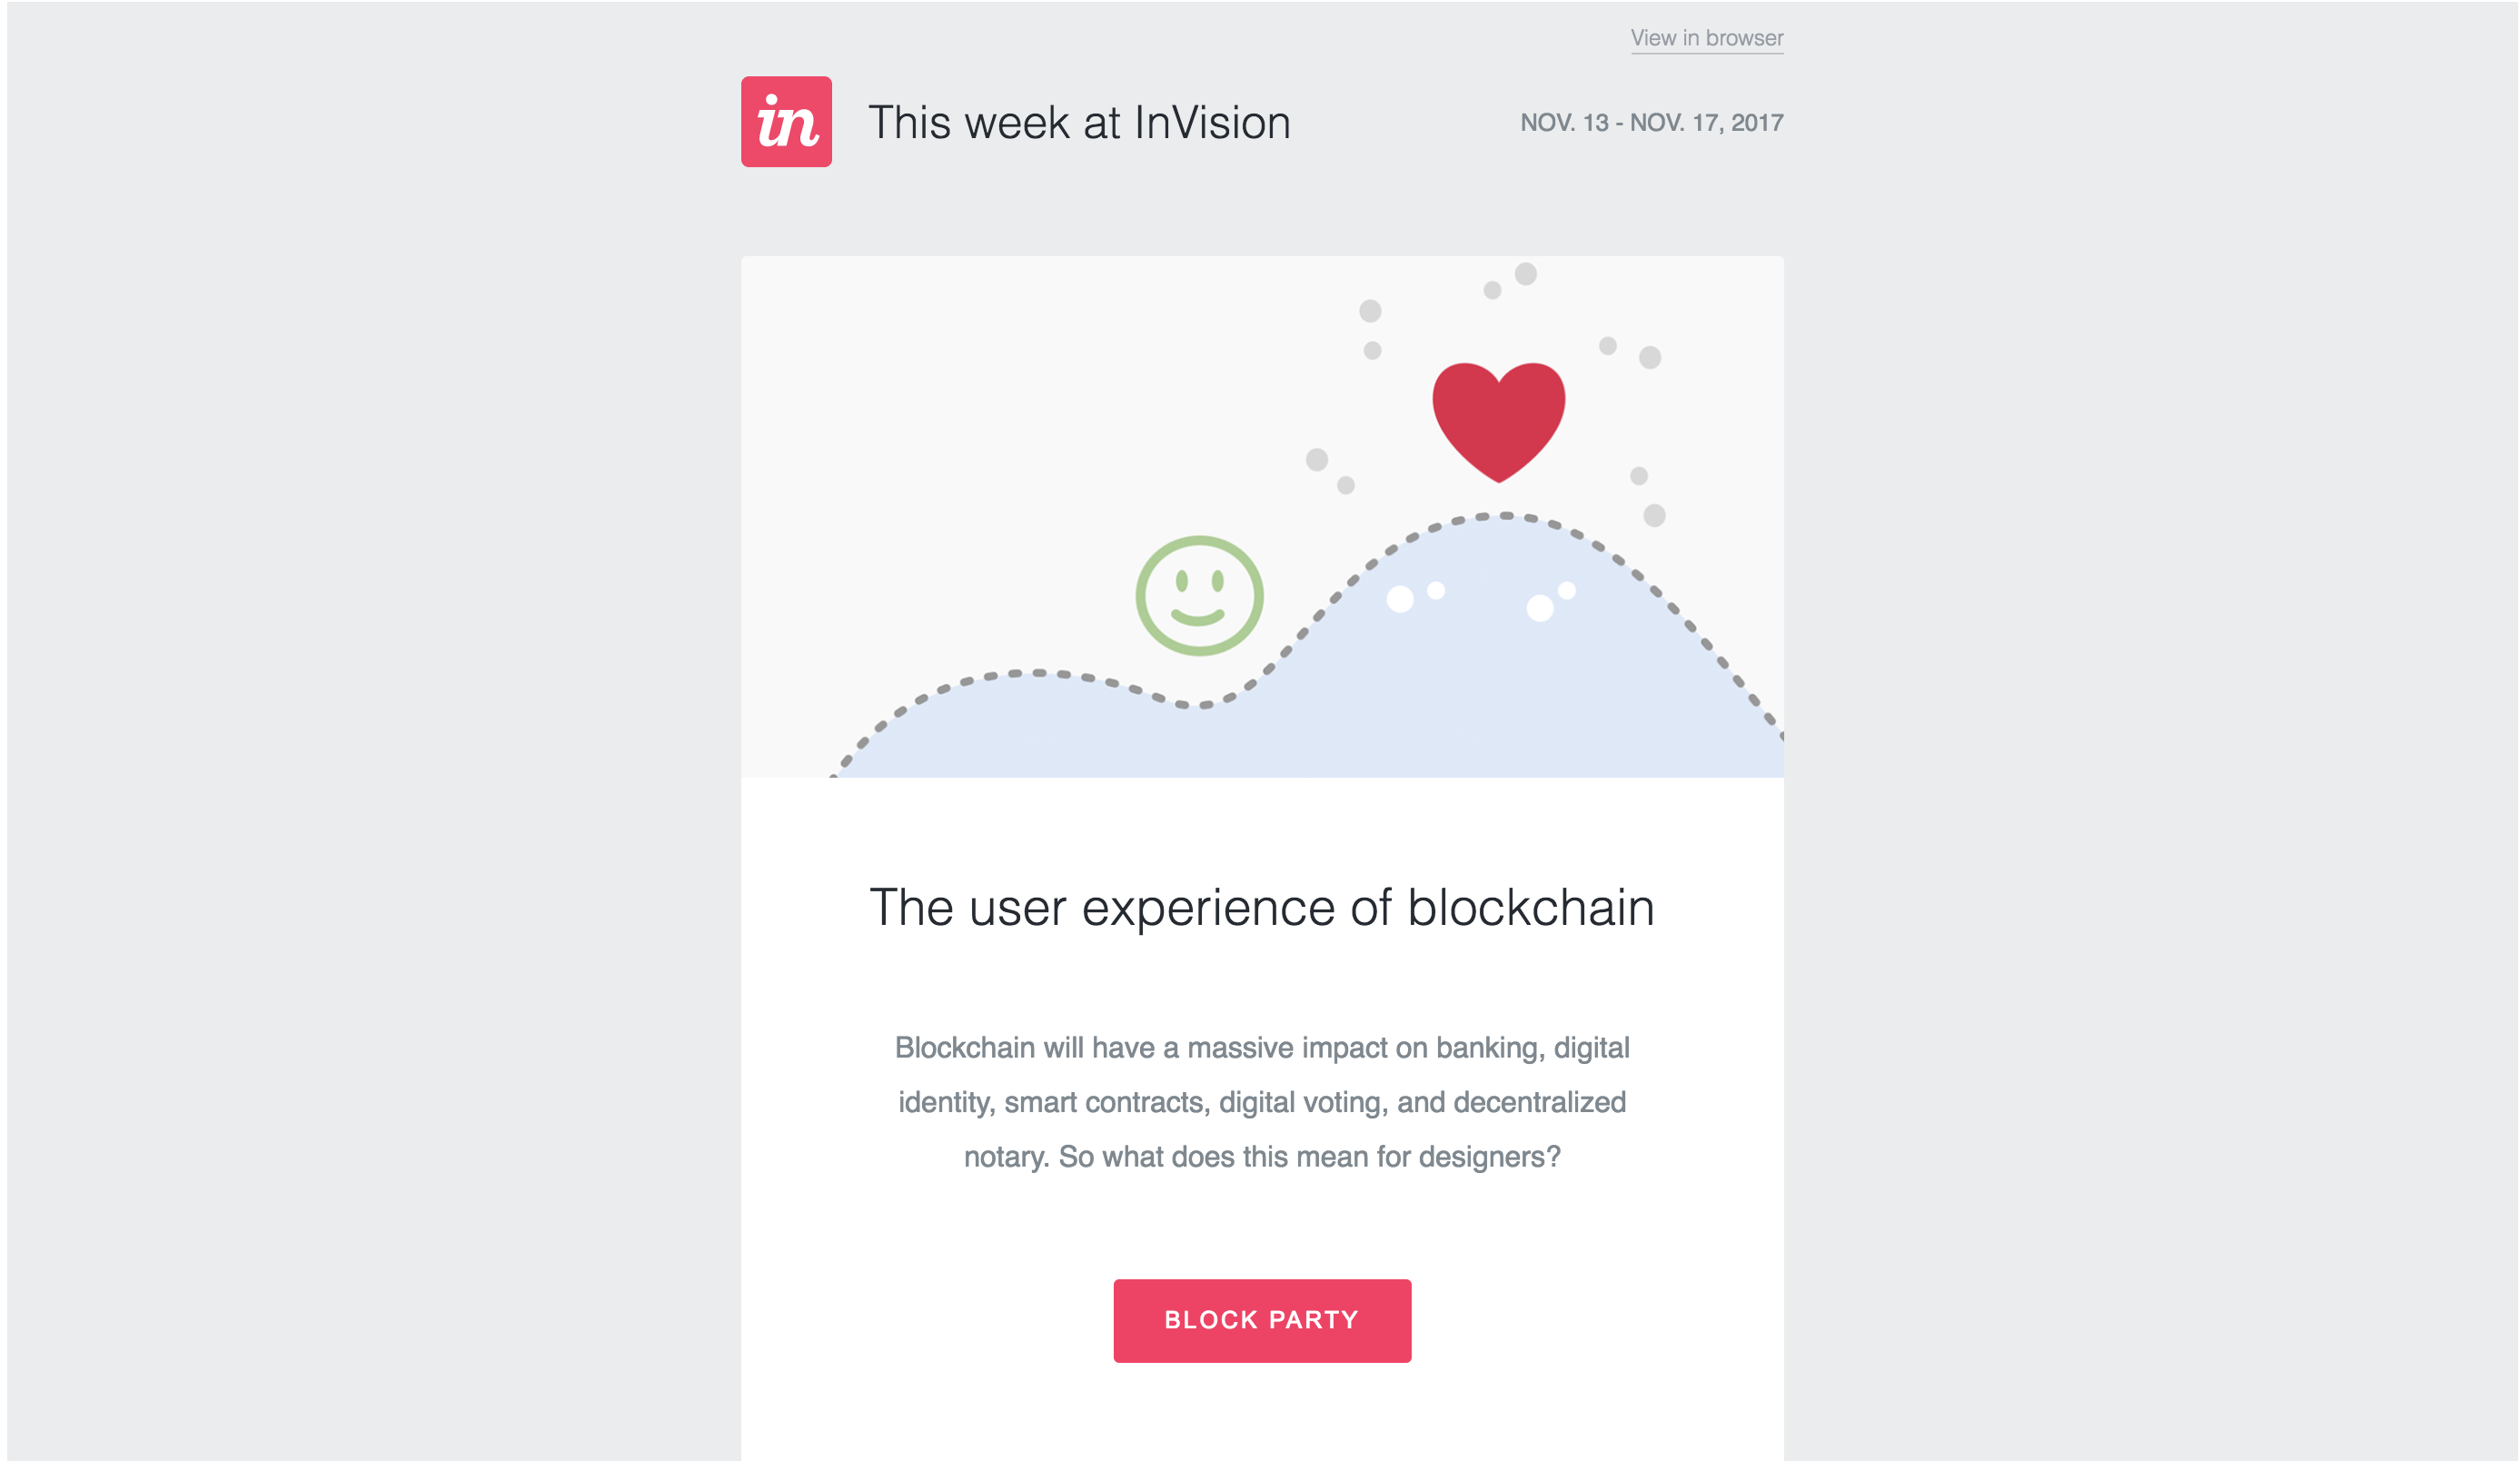 View in browser
in
This week at InVision
NOV. 13 - NOV. 17, 2017
The user experience of blockchain
Blockchain will have a massive impact on banking, digital
identity, smart contracts, digital voting, and decentralized
notary. So what does this mean for designers?
BLOCK PARTY